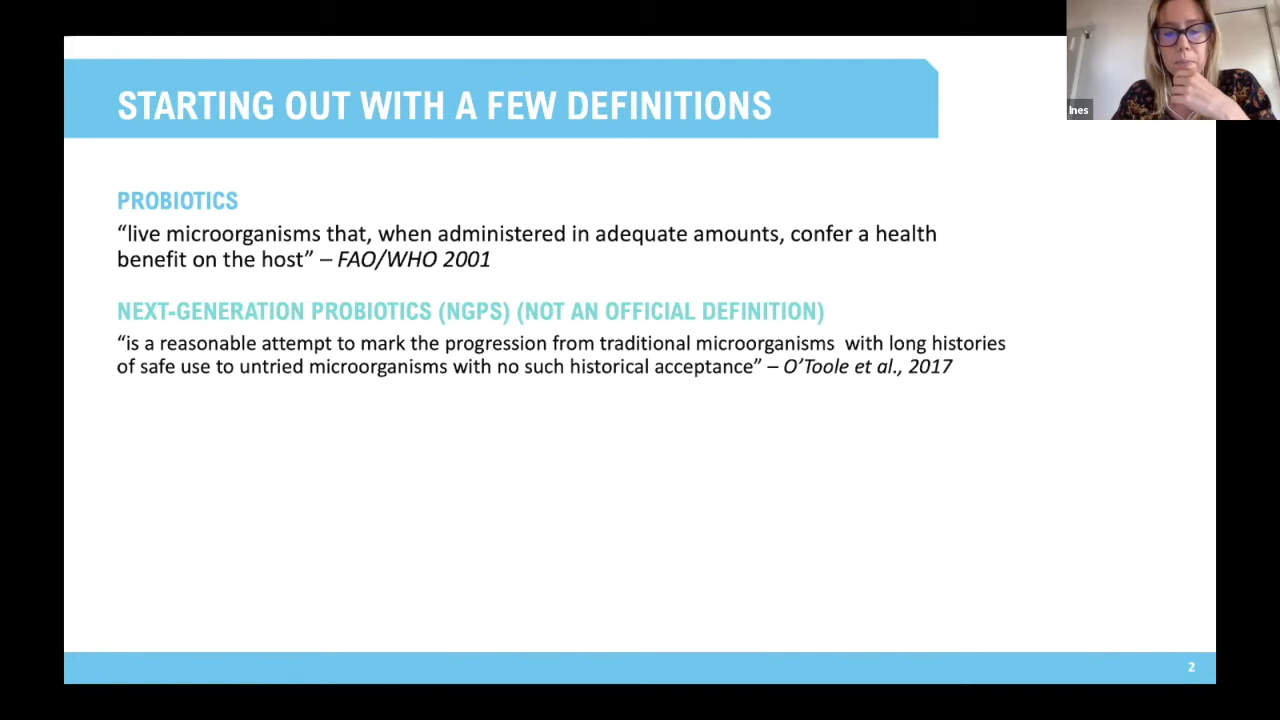 STARTING OUT WITH A FEW DEFINITIONS
Ines
PROBIOTICS
“live microorganisms that, when administered in adequate amounts, confer a health
benefit on the host” – FAO/WHO 2001
NEXT-GENERATION PROBIOTICS (NGPS) (NOT AN OFFICIAL DEFINITION)
“is a reasonable attempt to mark the progression from traditional microorganisms  with long histories
of safe use to untried microorganisms with no such historical acceptance” – O’Toole et al., 2017
2